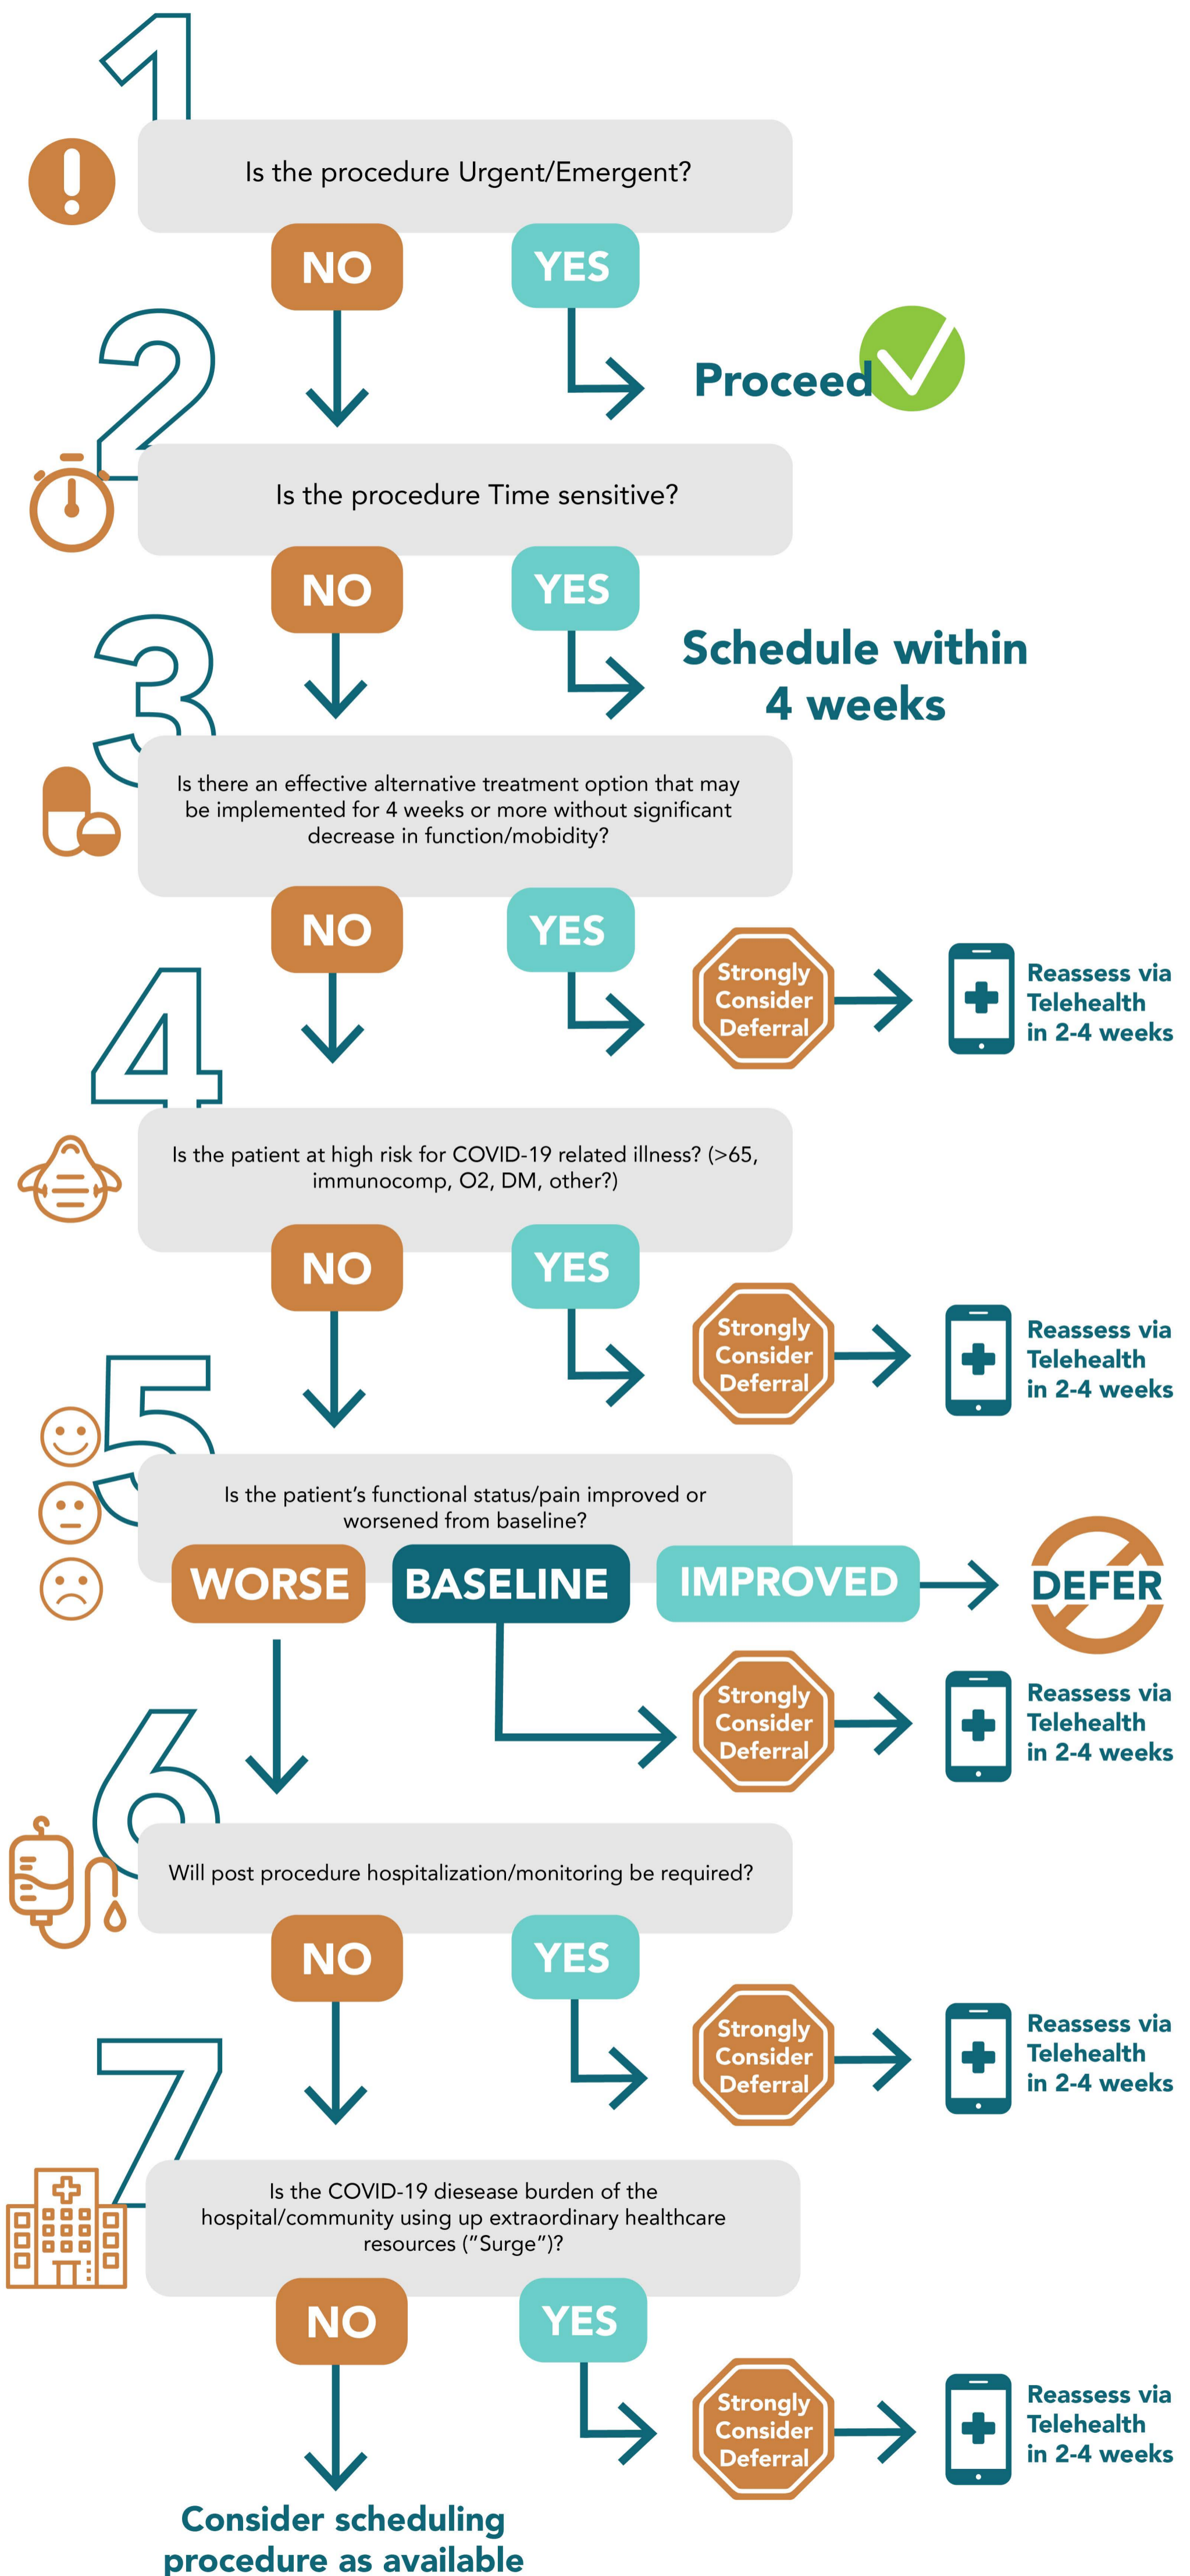 1
Is the procedure Urgent/Emergent?
NO
YES
Proceed
2
Is the procedure Time sensitive?
NO
YES
Schedule within
4 weeks
3
Is there an effective alternative treatment option that may
be implemented for 4 weeks or more without significant
decrease in function/mobidity?
NO
YES
Strongly
Consider
Deferral
Reassess via
Telehealth
in 2-4 weeks
4
Is the patient at high risk for COVID-19 related illness? (>65,
immunocomp, O2, DM, other?)
NO
YES
Strongly
Consider
Deferral
Reassess via
Telehealth
in 2-4 weeks
5
Is the patient's functional status/pain improved or
worsened from baseline?
WORSE
BASELINE
IMPROVED
DEFER
Strongly
Consider
Deferral
Reassess via
Telehealth
in 2-4 weeks
6
Will post procedure hospitalization/monitoring be required?
NO
YES
Strongly
Consider
Deferral
Reassess via
Telehealth
in 2-4 weeks
7
Is the COVID-19 diesease burden of the
hospital/community using up extraordinary healthcare
resources ("Surge")?
NO
YES
Strongly
Consider
Deferral
Reassess via
Telehealth
in 2-4 weeks
Consider scheduling
procedure as available